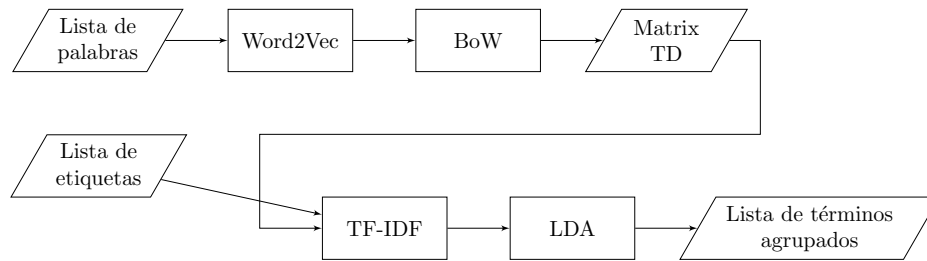 Lista de
palabras
Word2Vec
BoW
Matrix
TD
Lista de
etiquetas
TF-IDF
LDA
Lista de términos
agrupados